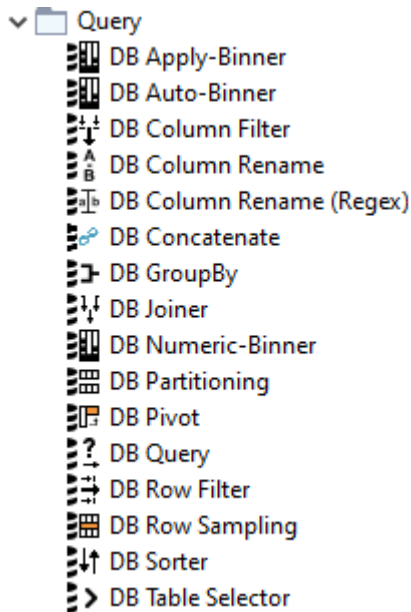 Query
DB Apply-Binner
DB Auto-Binner
DB Column Filter
DB Column Rename
DB Column Rename (Regex)
DB Concatenate
DB GroupBy
DB Joiner
DB Numeric-Binner
DB Partitioning
DB Pivot
DB Query
DB Row Filter
DB Row Sampling
DB Sorter
DB Table Selector